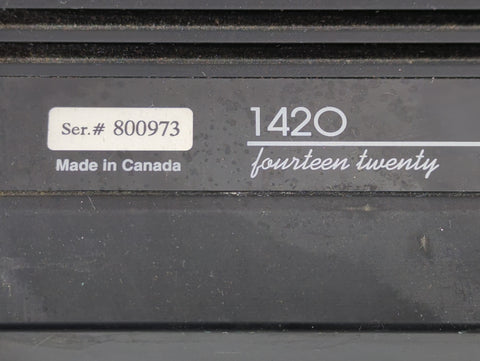 Ser.# 800973
Made in Canada
1420
fourteen twenty